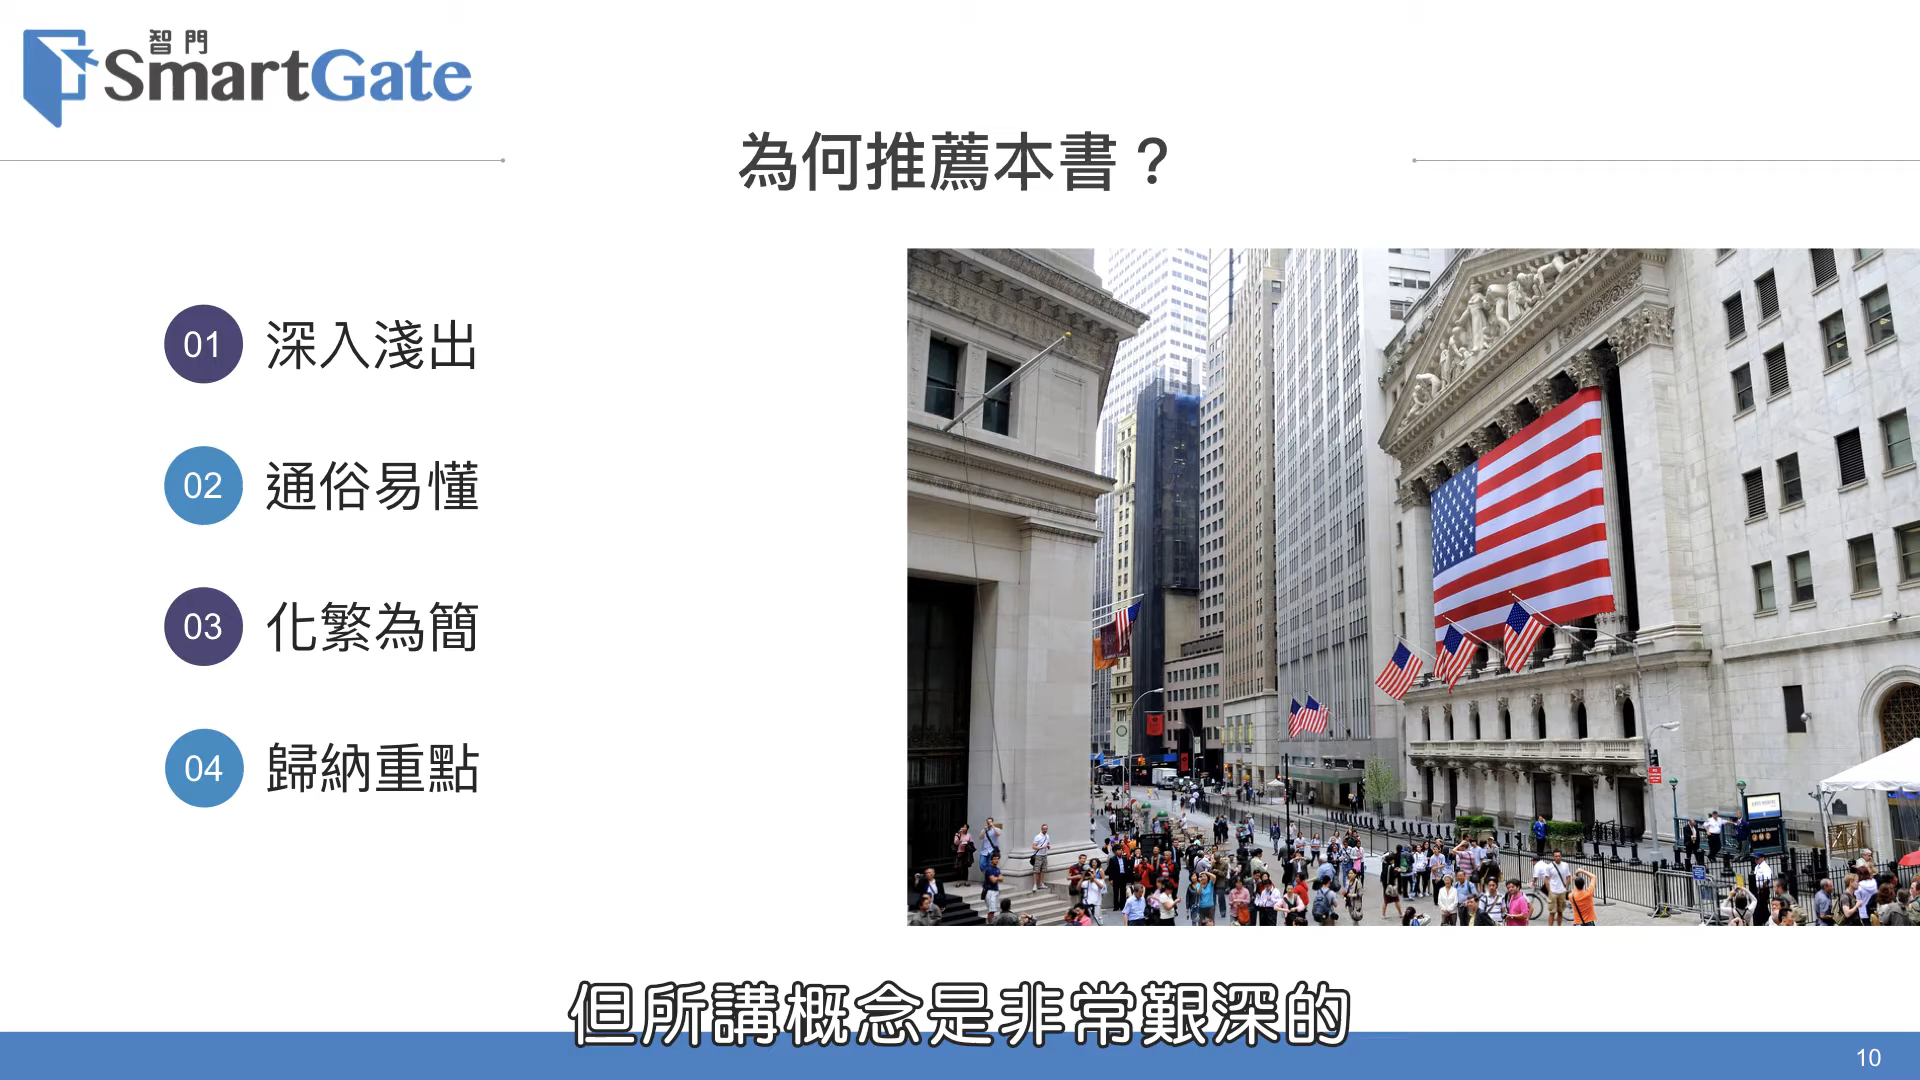 智門
SmartGate
為何推薦本書？
01 深入淺出
02 通俗易懂
03 化繁為簡
04 歸納重點
但所講概念是非常艱深的
10